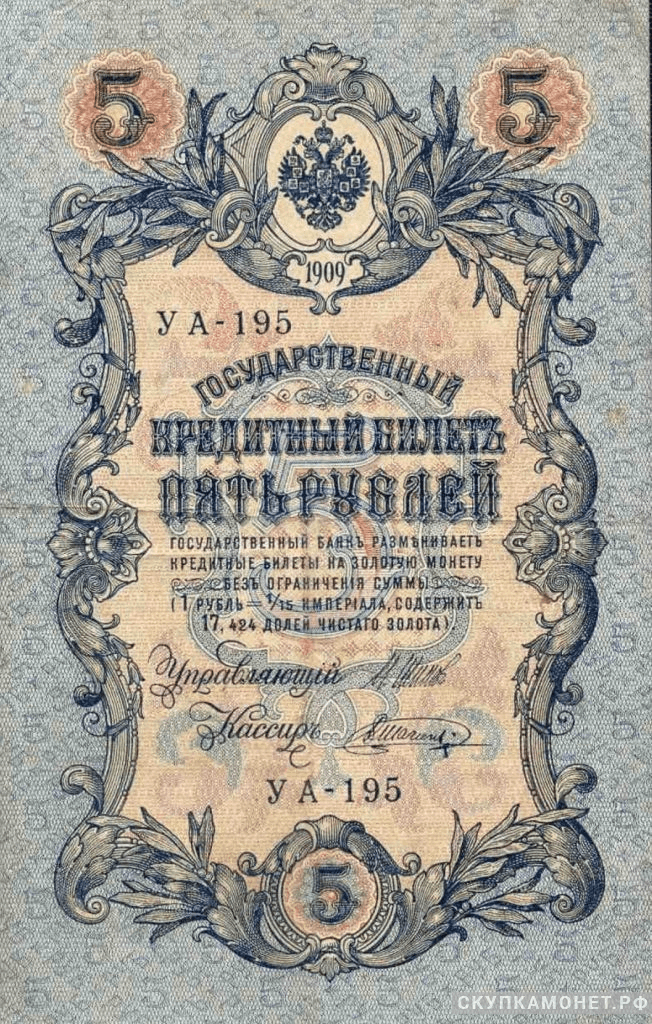 5 5
1909
УА-195
ГОСУДАРСТВЕННЫЙ
КРЕДИТНЫЙ БИЛЕТЪ
ПЯТЬ РУБЛЕЙ
ГОСУДАРСТВЕННЫЙ БАНКЪ РАЗМѢНИВАЕТЪ
КРЕДИТНЫЕ БИЛЕТЫ НА ЗОЛОТУЮ МОНЕТУ
БЕЗЪ ОГРАНИЧЕНІЯ СУММЫ
(1 РУБЛЬ — 1/15 ИМПЕРІАЛА, СОДЕРЖИТЪ
17,424 ДОЛЕЙ ЧИСТАГО ЗОЛОТА).
Управляющій
Кассиръ
УА-195
5
СКУПКАМОНЕТ.РФ